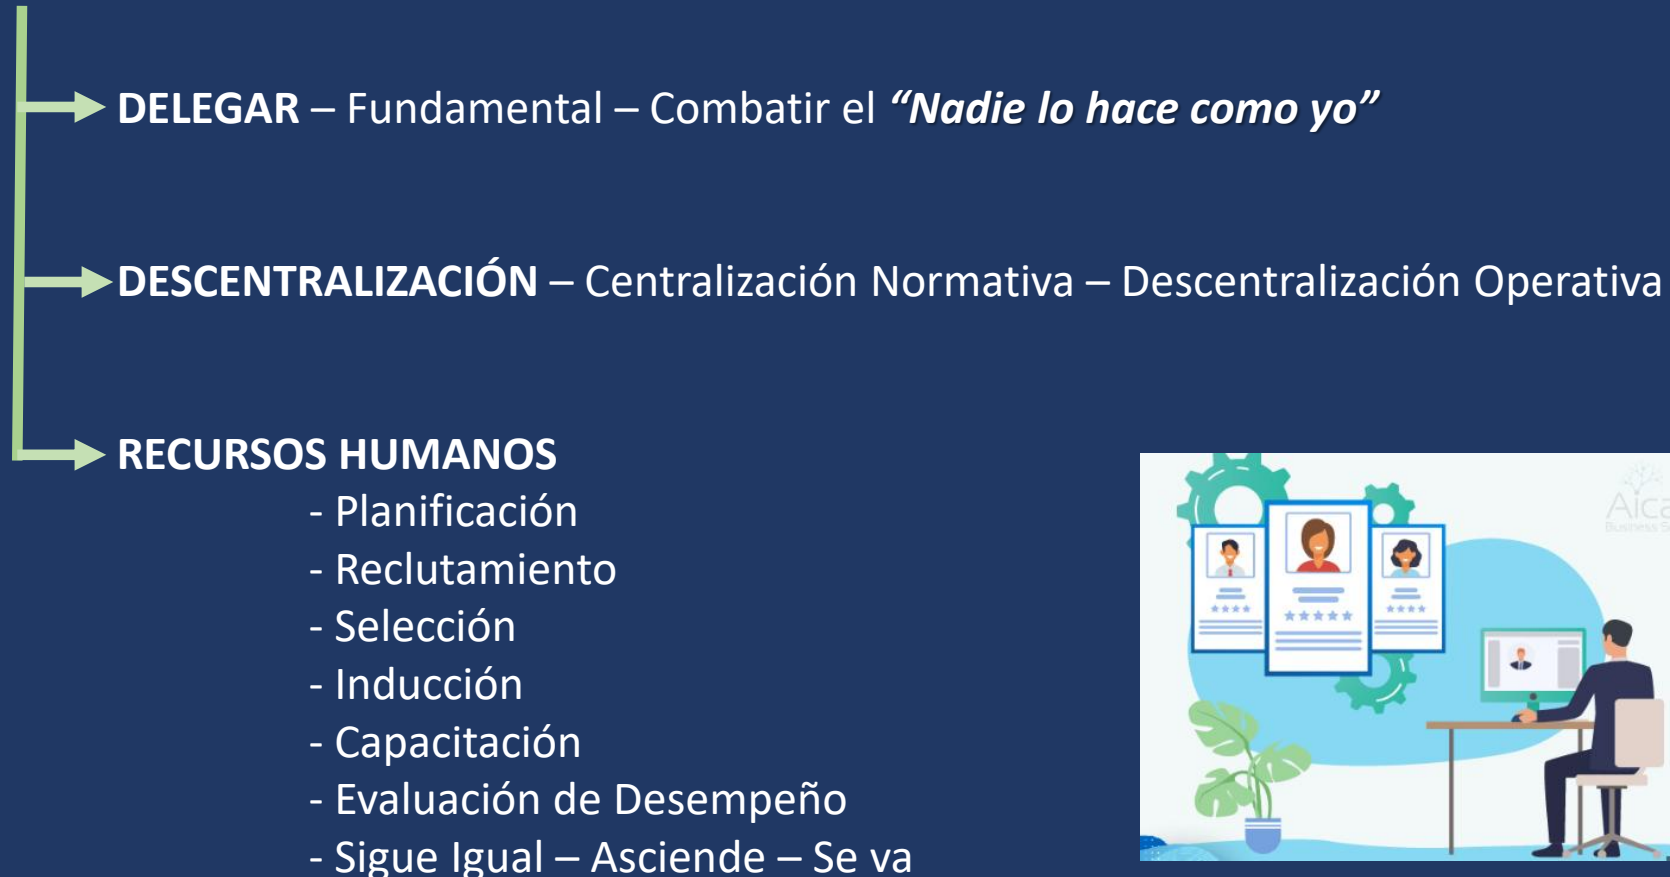 DELEGAR – Fundamental – Combatir el “Nadie lo hace como yo”
DESCENTRALIZACIÓN – Centralización Normativa – Descentralización Operativa
RECURSOS HUMANOS
- Planificación
- Reclutamiento
- Selección
- Inducción
- Capacitación
- Evaluación de Desempeño
- Sigue Igual – Asciende – Se va
Business